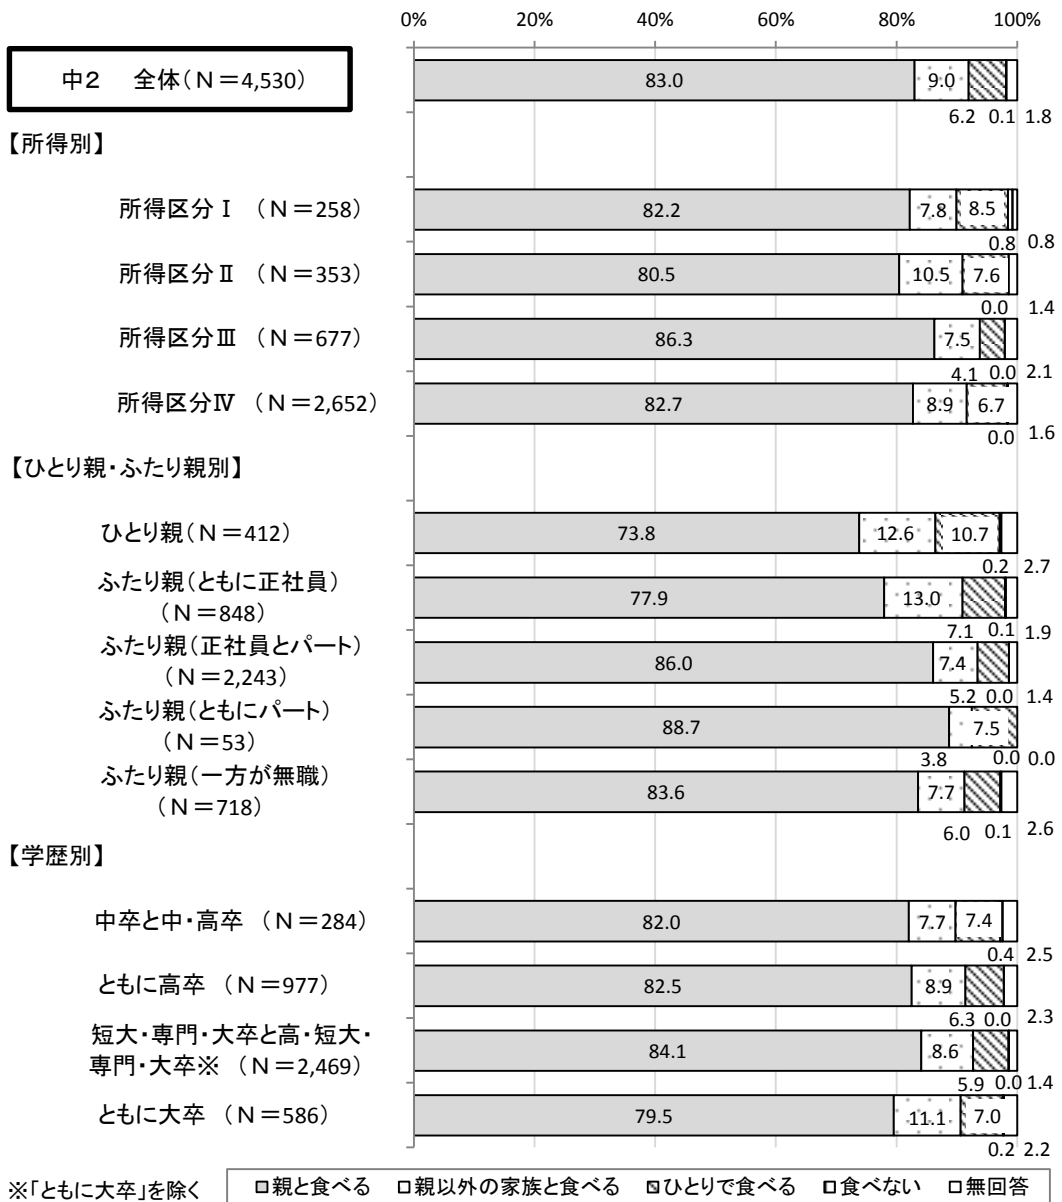 0% 20% 40% 60% 80% 100%
中2 全体(N=4,530) 83.0 9.0
6.2 0.1 1.8
【所得別】
所得区分Ⅰ (N=258) 82.2 7.8 8.5
0.8 0.8
所得区分Ⅱ (N=353) 80.5 10.5 7.6
0.0 1.4
所得区分Ⅲ (N=677) 86.3 7.5
4.1 0.0 2.1
所得区分Ⅳ (N=2,652) 82.7 8.9 6.7
0.0 1.6
【ひとり親・ふたり親別】
ひとり親(N=412) 73.8 12.6 10.7
0.2 2.7
ふたり親(ともに正社員)
(N=848) 77.9 13.0
7.1 0.1 1.9
ふたり親(正社員とパート)
(N=2,243) 86.0 7.4
5.2 0.0 1.4
ふたり親(ともにパート)
(N=53) 88.7 7.5
3.8 0.0 0.0
ふたり親(一方が無職)
(N=718) 83.6 7.7
6.0 0.1 2.6
【学歴別】
中卒と中・高卒 (N=284) 82.0 7.7 7.4
0.4 2.5
ともに高卒 (N=977) 82.5 8.9
6.3 0.0 2.3
短大・専門・大卒と高・短大・
専門・大卒※ (N=2,469) 84.1 8.6
5.9 0.0 1.4
ともに大卒 (N=586) 79.5 11.1 7.0
0.2 2.2
※「ともに大卒」を除く 親と食べる 親以外の家族と食べる ひとりで食べる 食べない 無回答